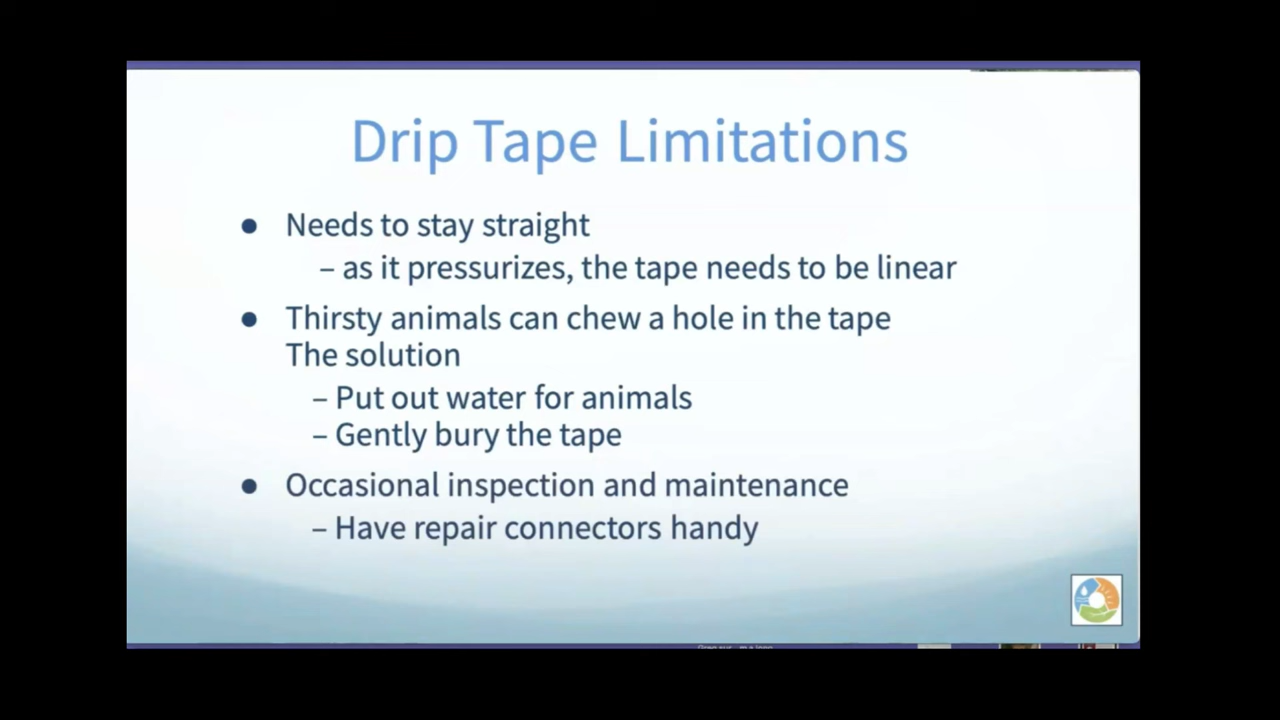 Drip Tape Limitations
● Needs to stay straight
– as it pressurizes, the tape needs to be linear
● Thirsty animals can chew a hole in the tape
The solution
– Put out water for animals
– Gently bury the tape
● Occasional inspection and maintenance
– Have repair connectors handy